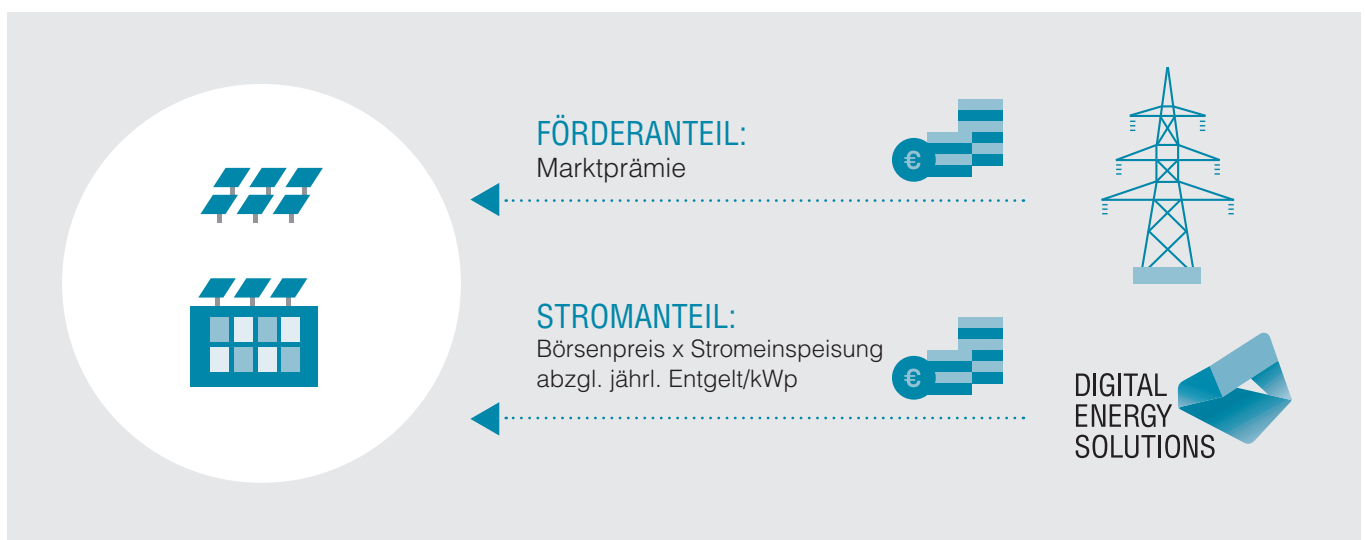 FÖRDERANTEIL:
Marktprämie
€
STROMANTEIL:
Börsenpreis x Stromeinspeisung
abzgl. jährl. Entgelt/kWp
€
DIGITAL
ENERGY
SOLUTIONS